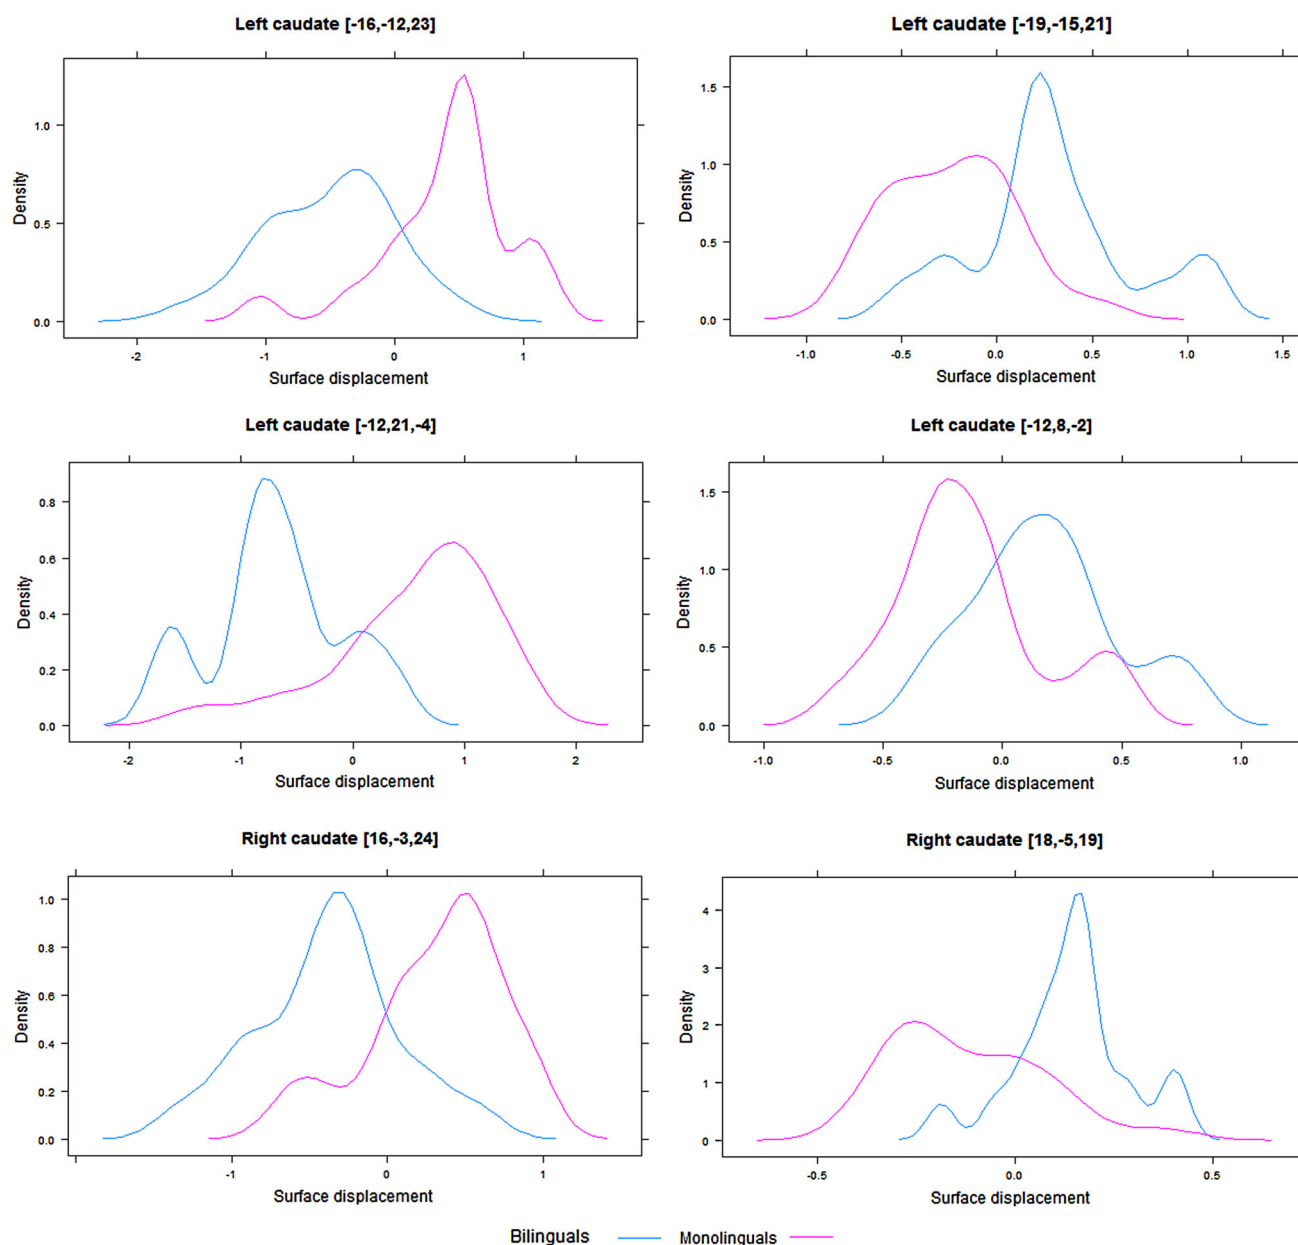 Left caudate [-16,-12,23]
Density
1.0
0.5
0.0
-2 -1 0 1
Surface displacement
Left caudate [-19,-15,21]
Density
1.5
1.0
0.5
0.0
-1.0 -0.5 0.0 0.5 1.0 1.5
Surface displacement
Left caudate [-12,21,-4]
Density
0.8
0.6
0.4
0.2
0.0
-2 -1 0 1 2
Surface displacement
Left caudate [-12,8,-2]
Density
1.5
1.0
0.5
0.0
-1.0 -0.5 0.0 0.5 1.0
Surface displacement
Right caudate [16,-3,24]
Density
1.0
0.8
0.6
0.4
0.2
0.0
-1 0 1
Surface displacement
Right caudate [18,-5,19]
Density
4
3
2
1
0
-0.5 0.0 0.5
Surface displacement
Bilinguals Monolinguals